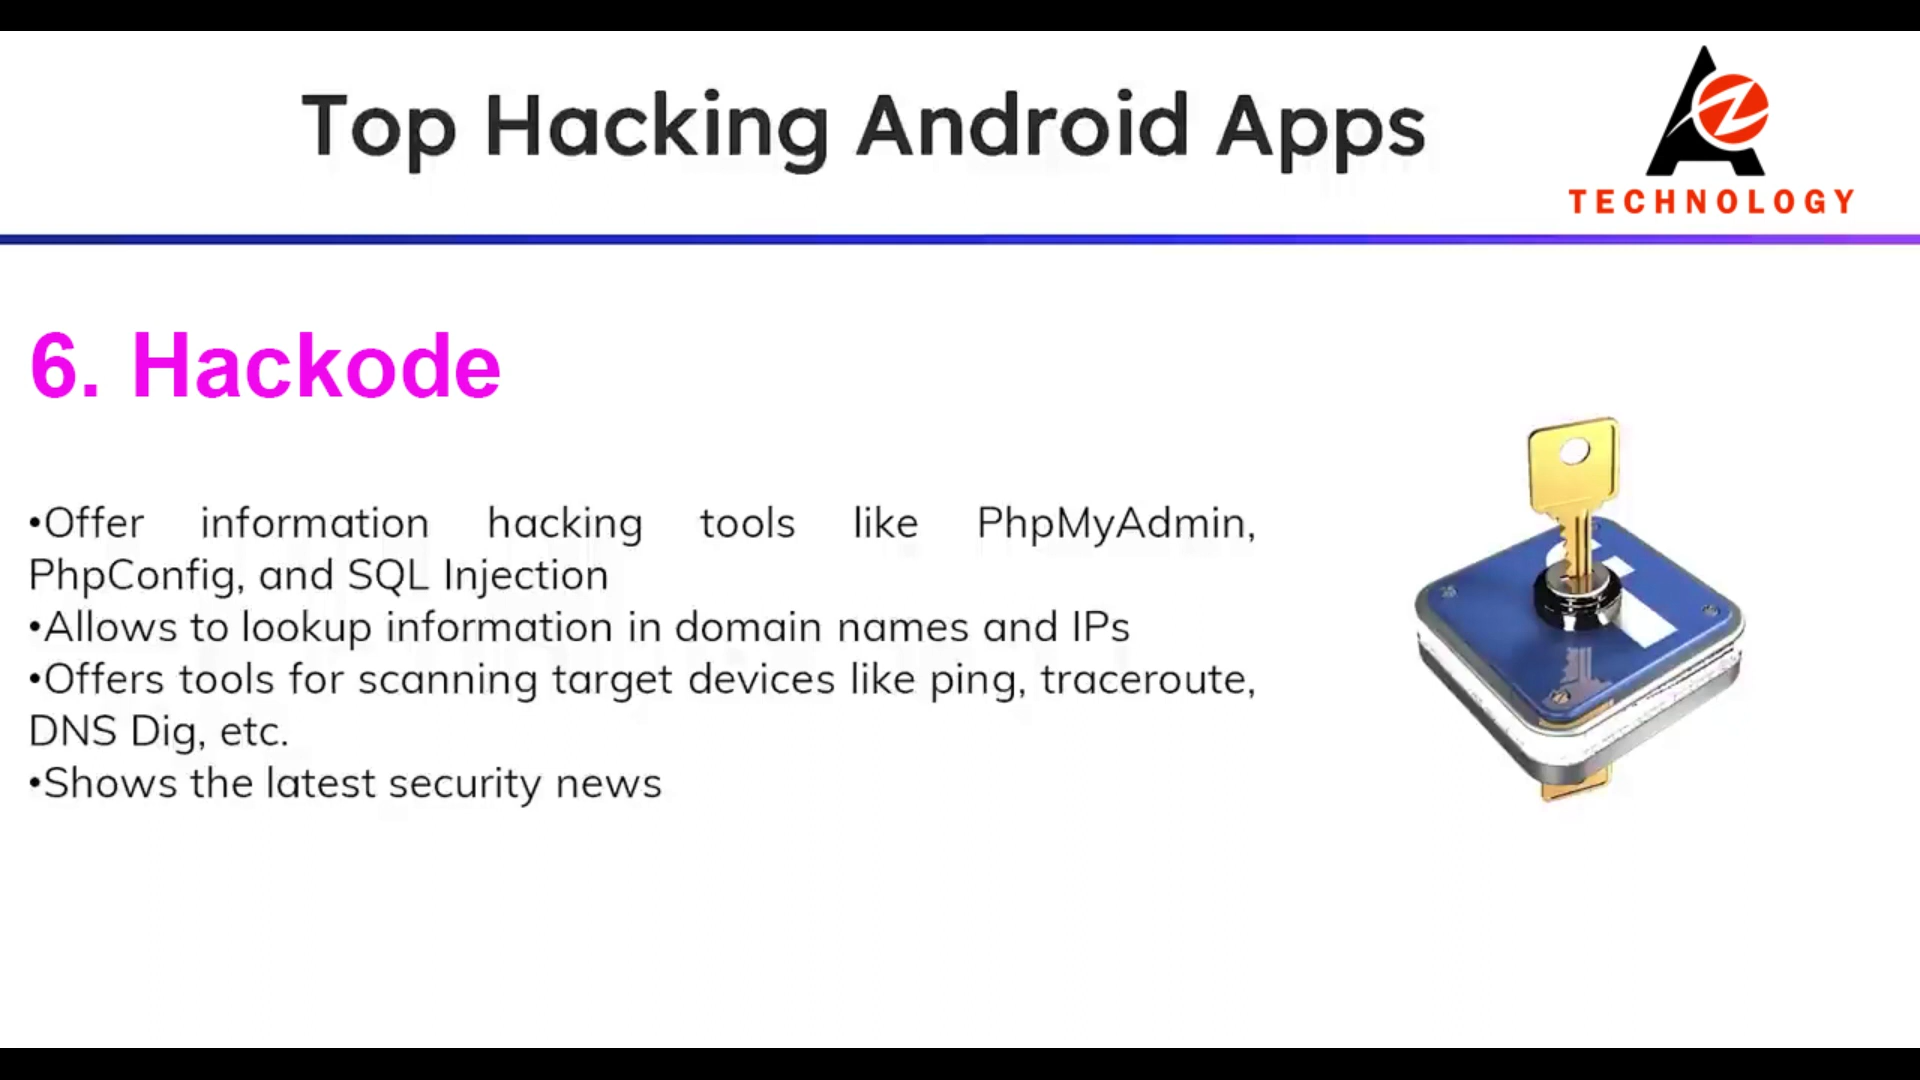 Top Hacking Android Apps
TECHNOLOGY
6. Hackode
•Offer information hacking tools like PhpMyAdmin,
PhpConfig, and SQL Injection
•Allows to lookup information in domain names and IPs
•Offers tools for scanning target devices like ping, traceroute,
DNS Dig, etc.
•Shows the latest security news